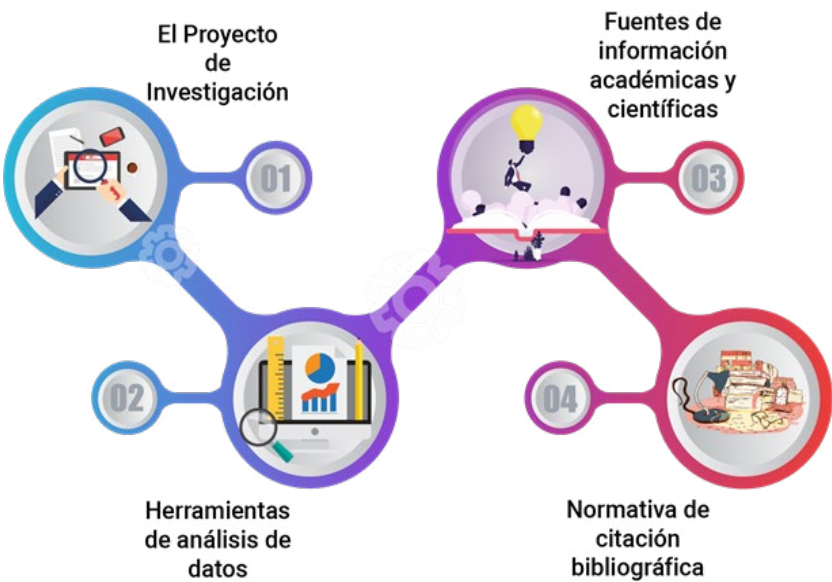 El Proyecto
de
Investigación
01
02
Herramientas
de análisis de
datos
Fuentes de
información
académicas y
científicas
03
04
Normativa de
citación
bibliográfica